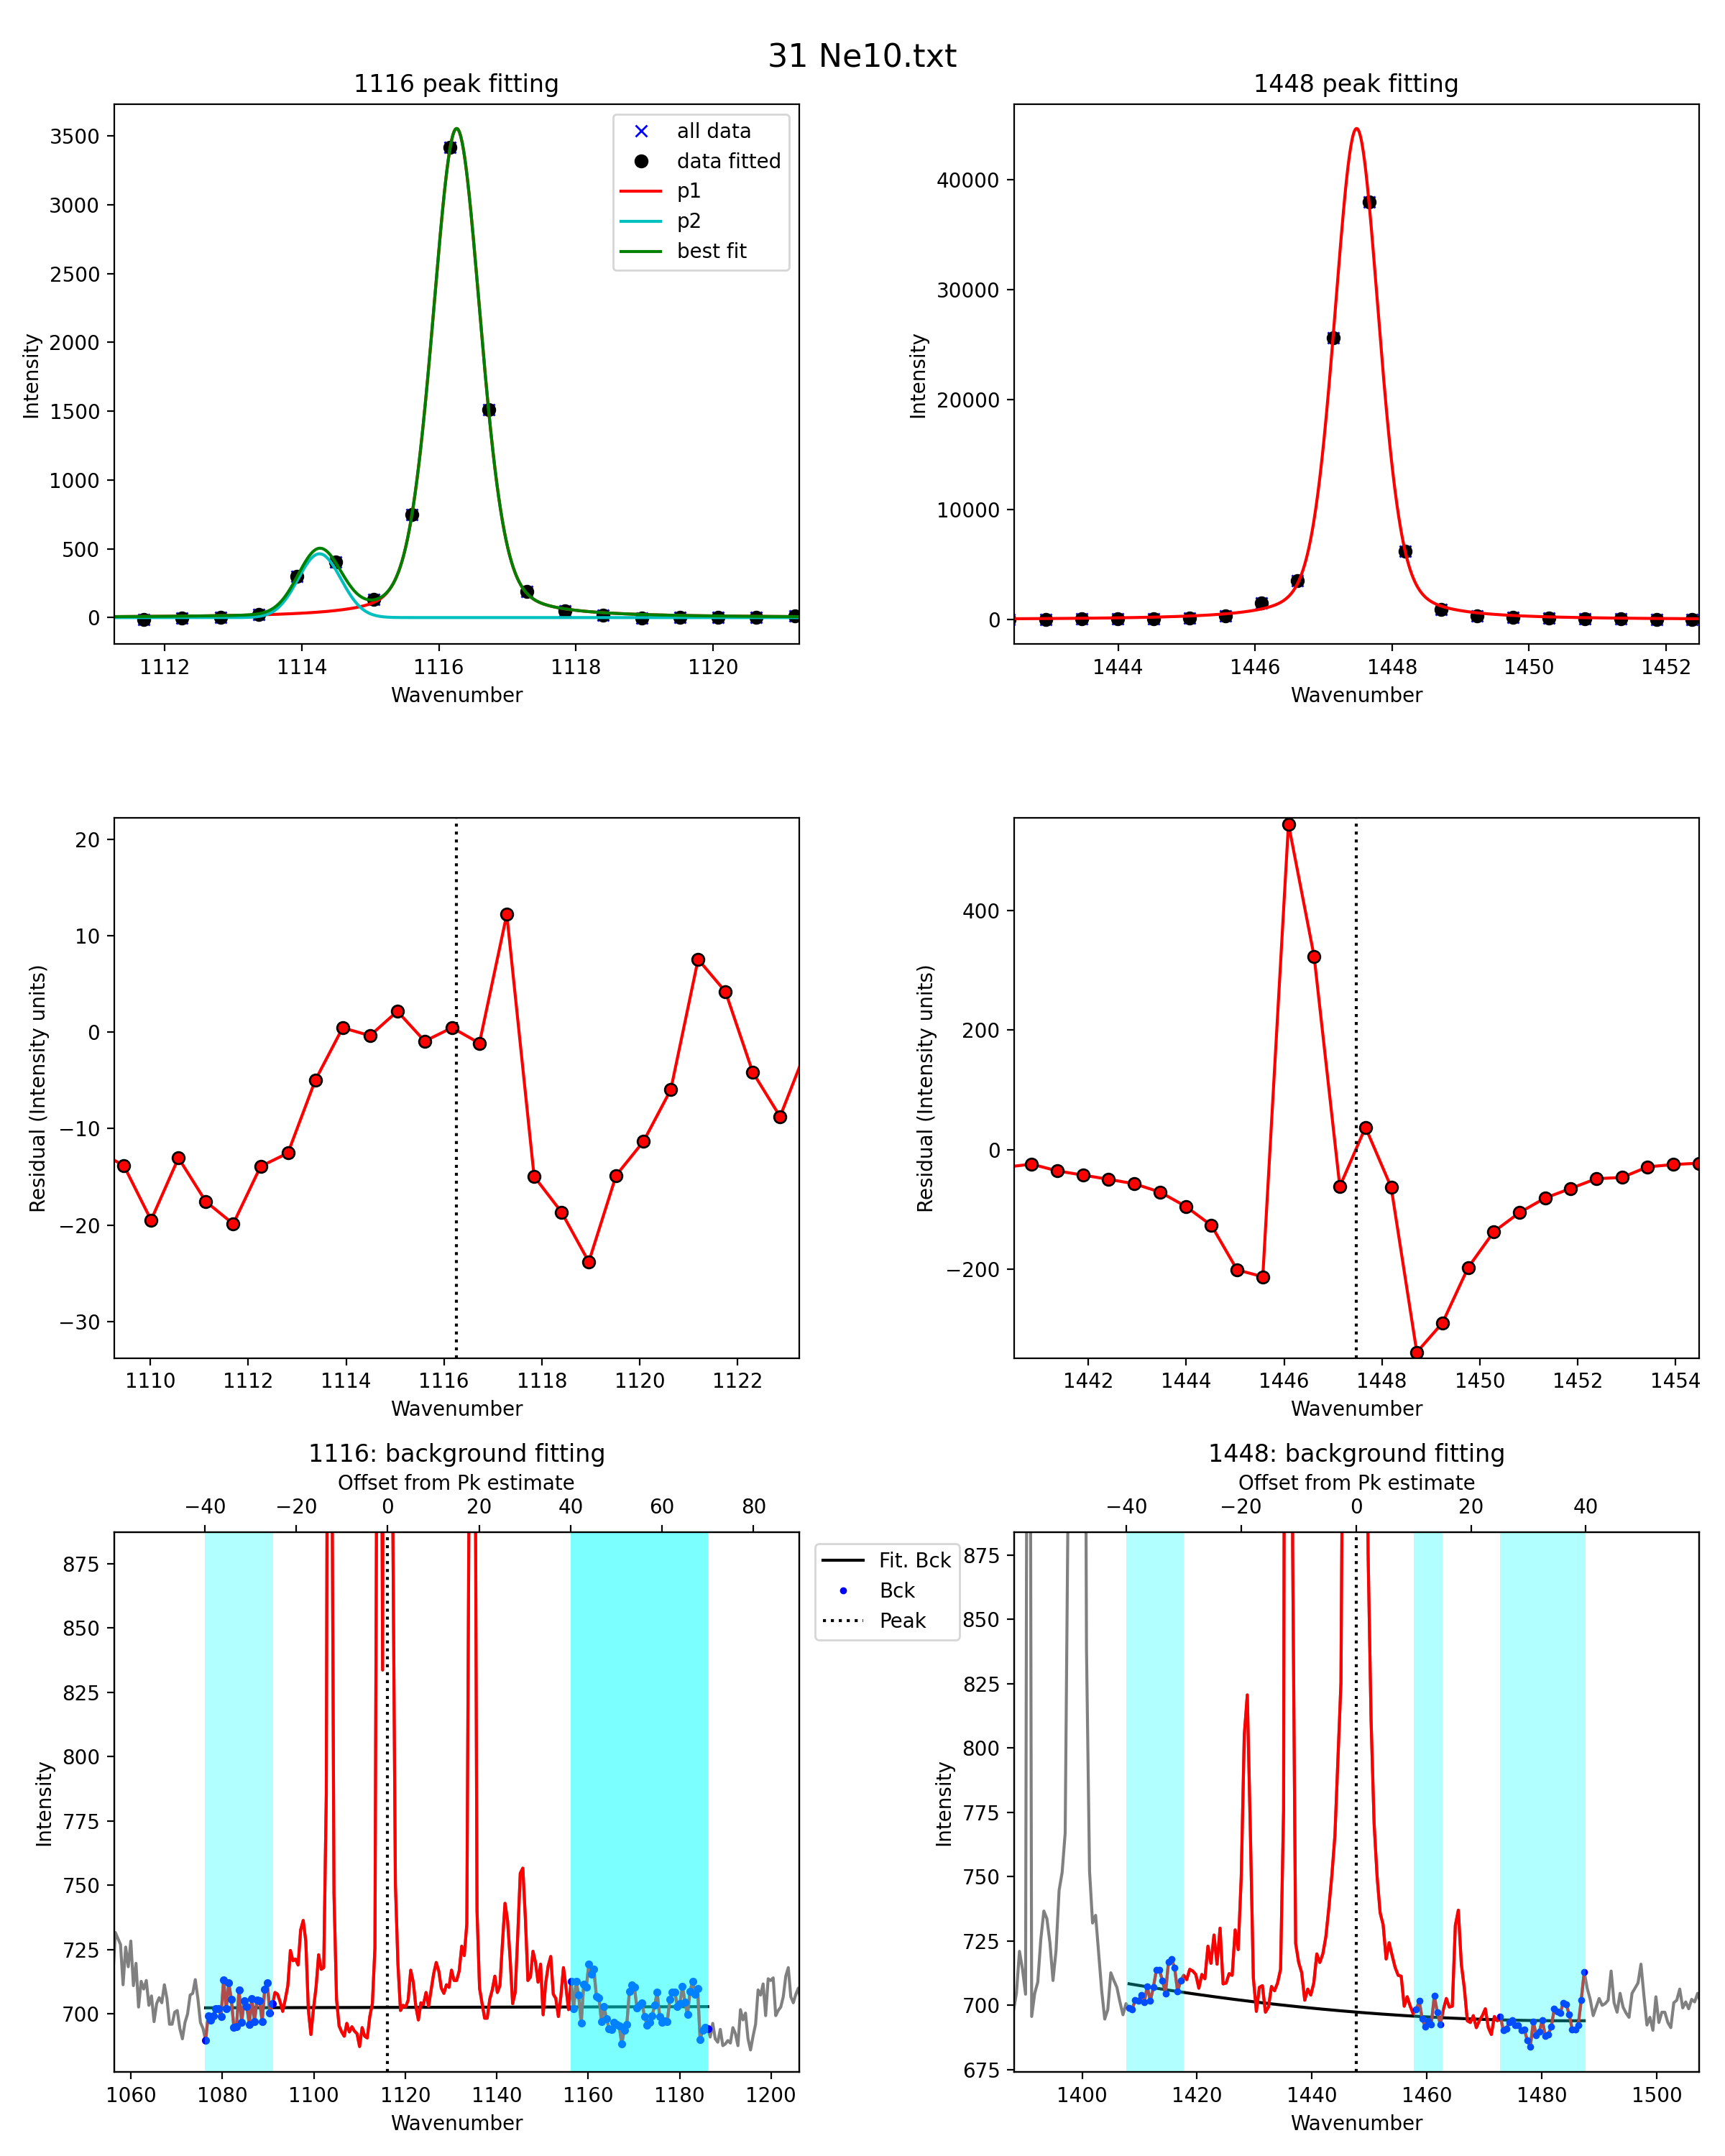 31 Ne10.txt
1116 peak fitting
1448 peak fitting
3500
3000
2500
2000
1500
1000
500
0
Intensity
all data
data fitted
p1
p2
best fit
1112 1114 1116 1118 1120
Wavenumber
40000
30000
20000
10000
0
Intensity
1444 1446 1448 1450 1452
Wavenumber
20
10
0
−10
−20
−30
Residual (Intensity units)
1110 1112 1114 1116 1118 1120 1122
Wavenumber
400
200
0
−200
Residual (Intensity units)
1442 1444 1446 1448 1450 1452 1454
Wavenumber
1116: background fitting
Offset from Pk estimate
−40 −20 0 20 40 60 80
875
850
825
800
775
750
725
700
Intensity
1060 1080 1100 1120 1140 1160 1180 1200
Wavenumber
Fit. Bck
Bck
Peak
1448: background fitting
Offset from Pk estimate
−40 −20 0 20 40
875
850
825
800
775
750
725
700
675
Intensity
1400 1420 1440 1460 1480 1500
Wavenumber